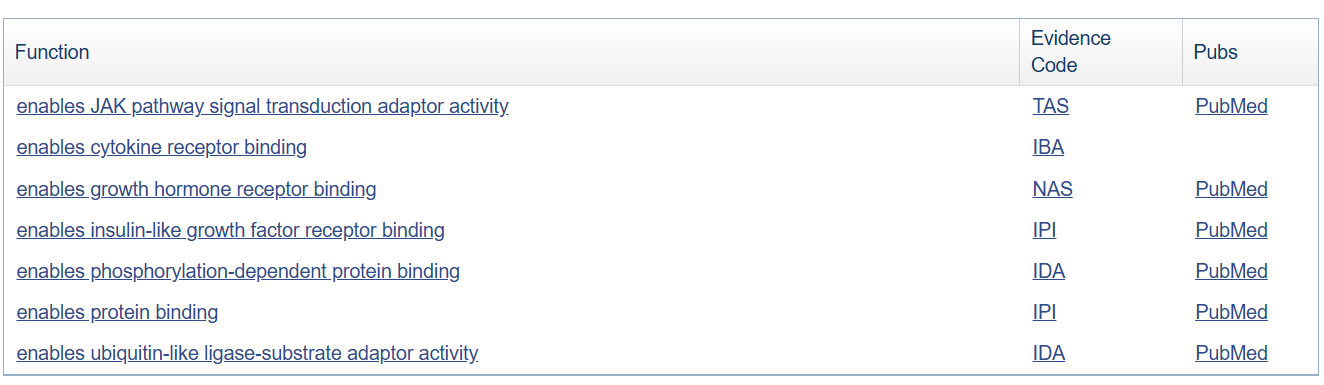 Function Evidence Code Pubs
enables JAK pathway signal transduction adaptor activity TAS PubMed
enables cytokine receptor binding IBA
enables growth hormone receptor binding NAS PubMed
enables insulin-like growth factor receptor binding IPI PubMed
enables phosphorylation-dependent protein binding IDA PubMed
enables protein binding IPI PubMed
enables ubiquitin-like ligase-substrate adaptor activity IDA PubMed